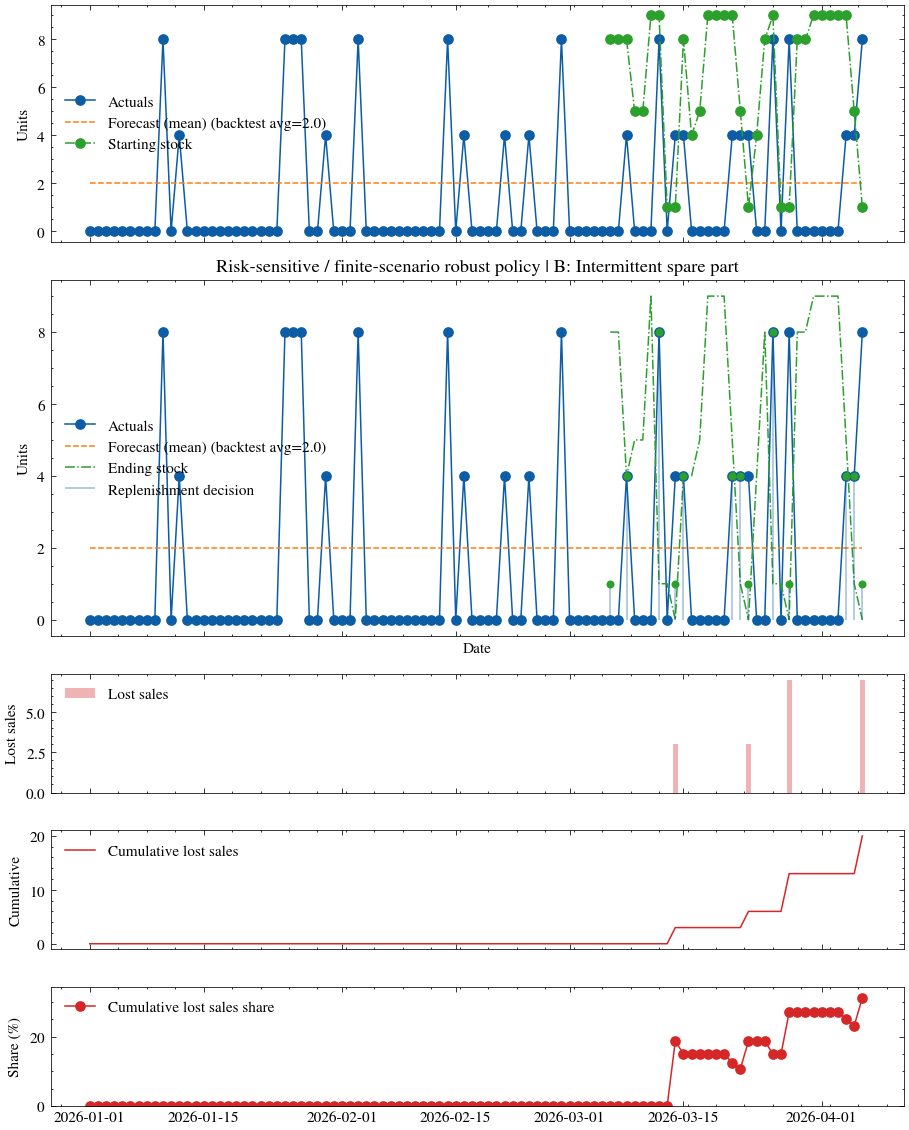 8
6
4
2
0
Units
Actuals
Forecast (mean) (backtest avg=2.0)
Starting stock
Risk-sensitive / finite-scenario robust policy | B: Intermittent spare part
8
6
4
2
0
Units
Actuals
Forecast (mean) (backtest avg=2.0)
Ending stock
Replenishment decision
Date
5.0
2.5
0.0
Lost sales
Lost sales
20
10
0
Cumulative
Cumulative lost sales
20
0
Share (%)
Cumulative lost sales share
2026-01-01 2026-01-15 2026-02-01 2026-02-15 2026-03-01 2026-03-15 2026-04-01